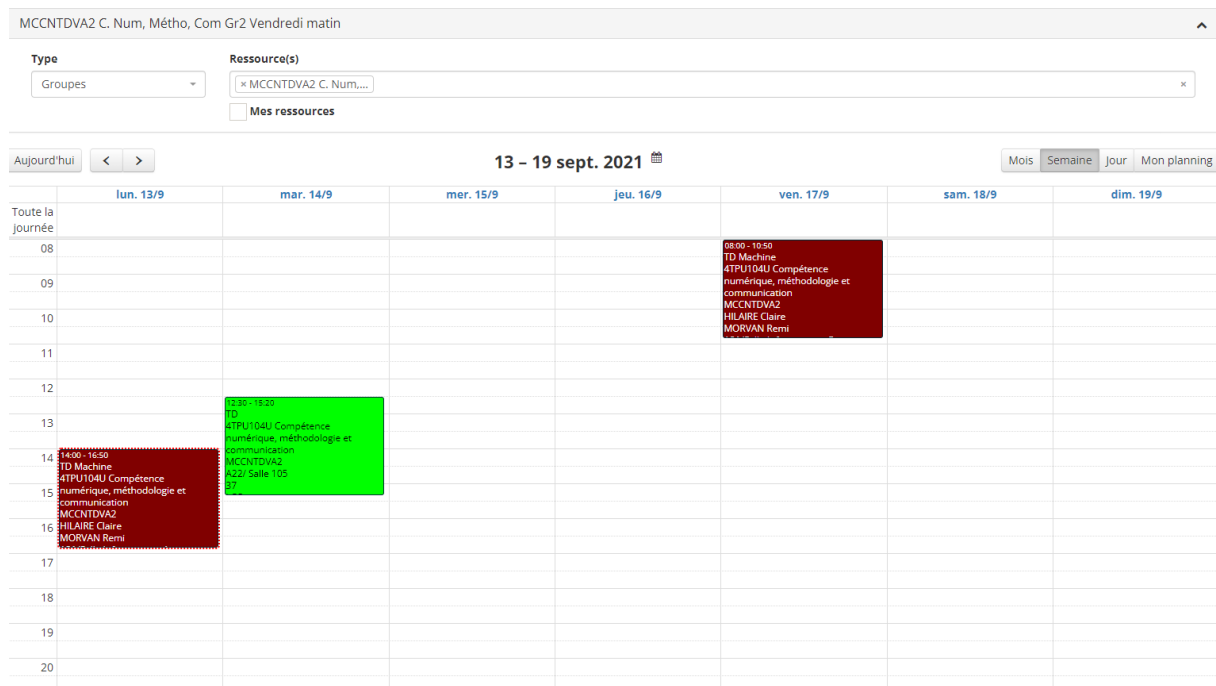 MCCNTDVA2 C. Num, Métho, Com Gr2 Vendredi matin
Type
Ressource(s)
Groupes
× MCCNTDVA2 C. Num,...
×
Mes ressources
Aujourd'hui
13 – 19 sept. 2021
Mois Semaine Jour Mon planning
lun. 13/9 mar. 14/9 mer. 15/9 jeu. 16/9 ven. 17/9 sam. 18/9 dim. 19/9
Toute la
journée
08
09
10
11
12
13
14
15
16
17
18
19
20
14:00 - 16:50
TD Machine
4TPU104U Compétence
numérique, méthodologie et
communication
MCCNTDVA2
HILAIRE Claire
MORVAN Remi
12:30 - 15:20
TD
4TPU104U Compétence
numérique, méthodologie et
communication
MCCNTDVA2
A22/ Salle 105
37
08:00 - 10:50
TD Machine
4TPU104U Compétence
numérique, méthodologie et
communication
MCCNTDVA2
HILAIRE Claire
MORVAN Remi